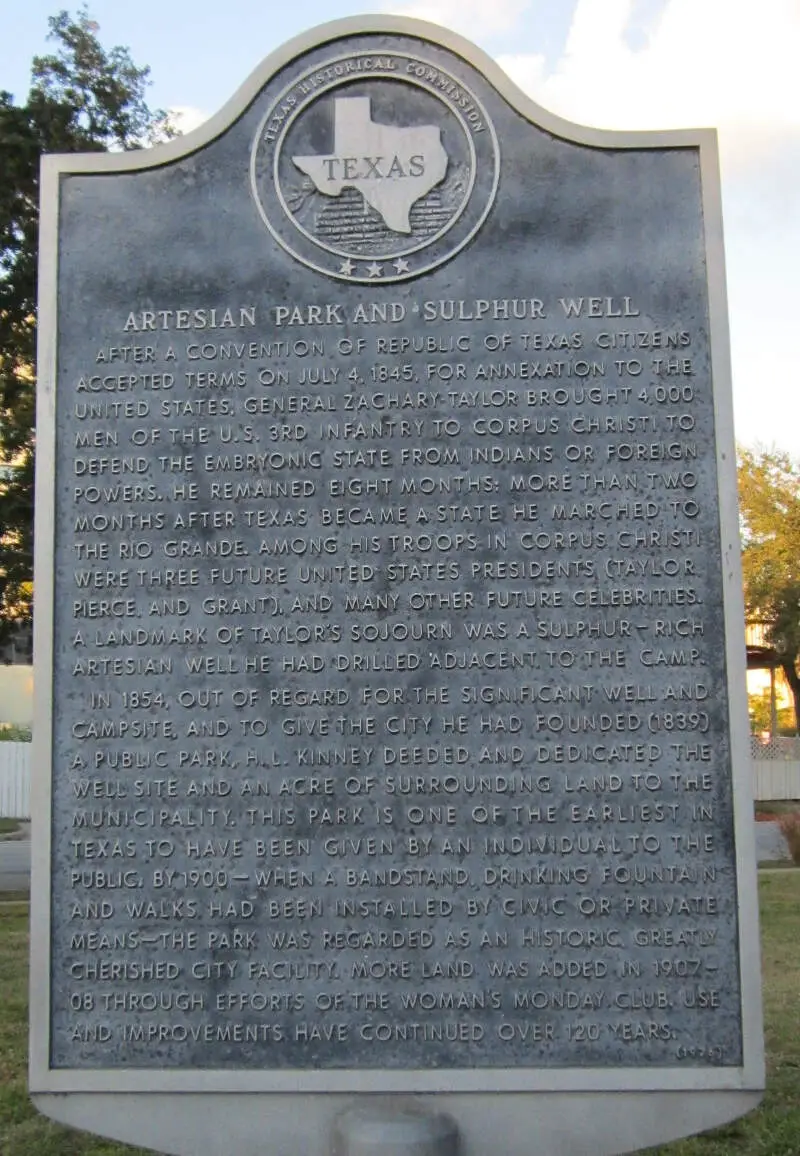 TEXAS HISTORICAL COMMISSION
TEXAS
ARTESIAN PARK AND SULPHUR WELL
AFTER A CONVENTION OF REPUBLIC OF TEXAS CITIZENS
ACCEPTED TERMS ON JULY 4, 1845, FOR ANNEXATION TO THE
UNITED STATES, GENERAL ZACHARY TAYLOR BROUGHT 4,000
MEN OF THE U.S. 3RD INFANTRY TO CORPUS CHRISTI TO
DEFEND THE EMBRYONIC STATE FROM INDIANS OR FOREIGN
POWERS. HE REMAINED EIGHT MONTHS; MORE THAN TWO
MONTHS AFTER TEXAS BECAME A STATE HE MARCHED TO
THE RIO GRANDE. AMONG HIS TROOPS IN CORPUS CHRISTI
WERE THREE FUTURE UNITED STATES PRESIDENTS (TAYLOR,
PIERCE, AND GRANT), AND MANY OTHER FUTURE CELEBRITIES.
A LANDMARK OF TAYLOR'S SOJOURN WAS A SULPHUR-RICH
ARTESIAN WELL HE HAD DRILLED ADJACENT TO THE CAMP.
IN 1854, OUT OF REGARD FOR THE SIGNIFICANT WELL AND
CAMPSITE, AND TO GIVE THE CITY HE HAD FOUNDED (1839)
A PUBLIC PARK, H. L. KINNEY DEEDED AND DEDICATED THE
WELL SITE AND AN ACRE OF SURROUNDING LAND TO THE
MUNICIPALITY. THIS PARK IS ONE OF THE EARLIEST IN
TEXAS TO HAVE BEEN GIVEN BY AN INDIVIDUAL TO THE
PUBLIC. BY 1900—WHEN A BANDSTAND, DRINKING FOUNTAIN
AND WALKS HAD BEEN INSTALLED BY CIVIC OR PRIVATE
MEANS—THE PARK WAS REGARDED AS AN HISTORIC, GREATLY
CHERISHED CITY FACILITY. MORE LAND WAS ADDED IN 1907-
08 THROUGH EFFORTS OF THE WOMAN'S MONDAY CLUB. USE
AND IMPROVEMENTS HAVE CONTINUED OVER 120 YEARS.